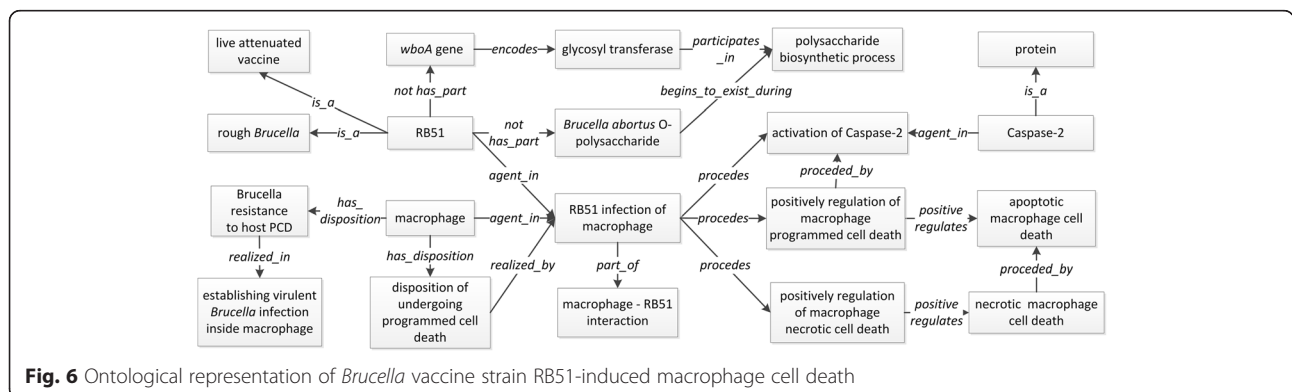 live attenuated
vaccine
wboA gene
encodes
glycosyl transferase
participates
_in
polysaccharide
biosynthetic process
protein
is_a
not has_part
begins_to_exist_during
is_a
rough Brucella
is_a
RB51
not
has_part
Brucella abortus O-
polysaccharide
activation of Caspase-2
agent_in
Caspase-2
agent_in
procedes
proceded_by
Brucella
resistance
to host PCD
has_
disposition
macrophage
agent_in
RB51 infection of
macrophage
procedes
positively regulation of
macrophage
programmed cell death
positive
regulates
apoptotic
macrophage cell
death
realized_in
has_disposition
realized_by
part_of
procedes
proceded_by
establishing virulent
Brucella infection
inside macrophage
disposition of
undergoing
programmed cell
death
macrophage - RB51
interaction
positively regulation
of macrophage
necrotic cell death
positive
regulates
necrotic macrophage
cell death
Fig. 6 Ontological representation of Brucella vaccine strain RB51-induced macrophage cell death